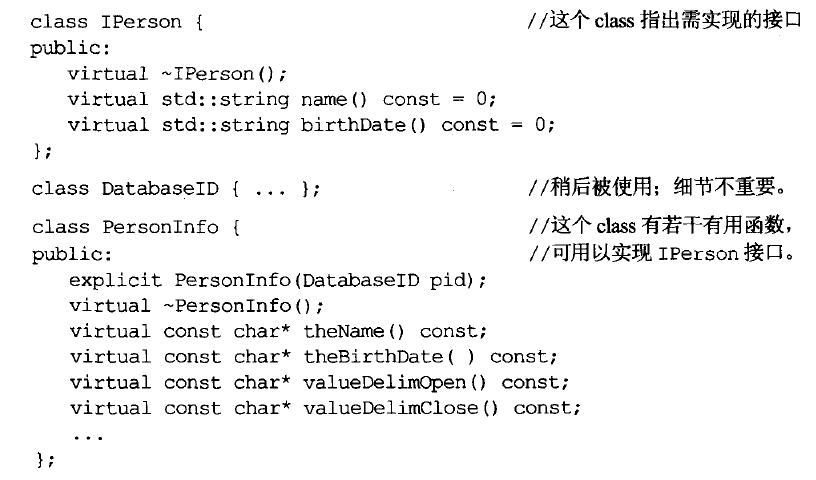 class IPerson { //这个 class 指出需实现的接口
public:
virtual ~IPerson();
virtual std::string name() const = 0;
virtual std::string birthDate() const = 0;
};
class DatabaseID { ... }; //稍后被使用；细节不重要。
class PersonInfo { //这个 class 有若干有用函数，
public: //可用以实现 IPerson 接口。
explicit PersonInfo(DatabaseID pid);
virtual ~PersonInfo();
virtual const char* theName() const;
virtual const char* theBirthDate( ) const;
virtual const char* valueDelimOpen() const;
virtual const char* valueDelimClose() const;
...
};